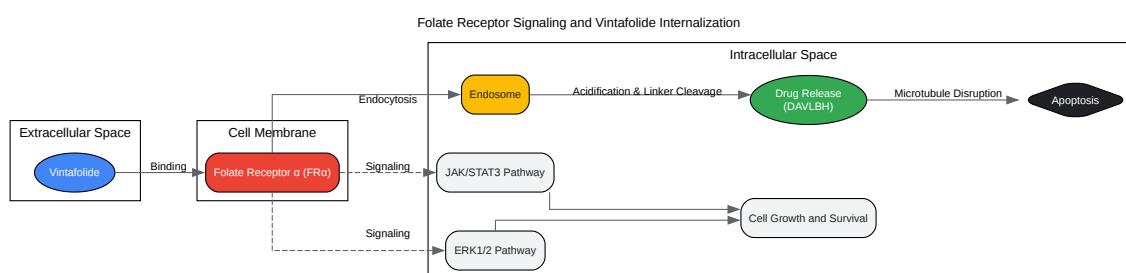 Folate Receptor Signaling and Vintafolide Internalization
Intracellular Space
Endosome
Endocytosis
Acidification & Linker Cleavage
Drug Release
(DAVLBH)
Microtubule Disruption
Apoptosis
Extracellular Space
Cell Membrane
Vintafolide
Binding
Folate Receptor α (FRα)
Signaling
JAK/STAT3 Pathway
Cell Growth and Survival
Signaling
ERK1/2 Pathway